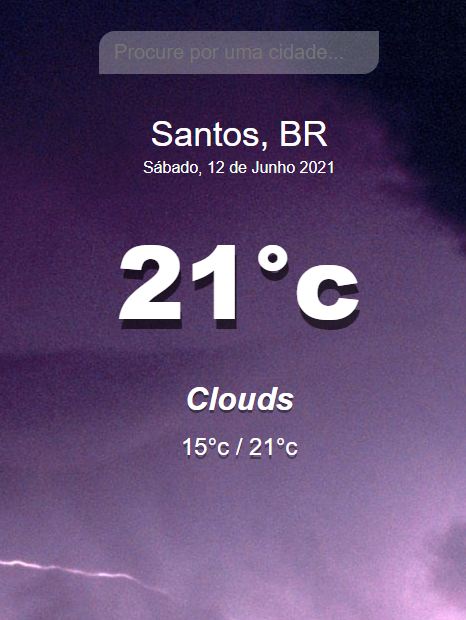 Procure por uma cidade...
Santos, BR
Sábado, 12 de Junho 2021
21°c
Clouds
15°c / 21°c